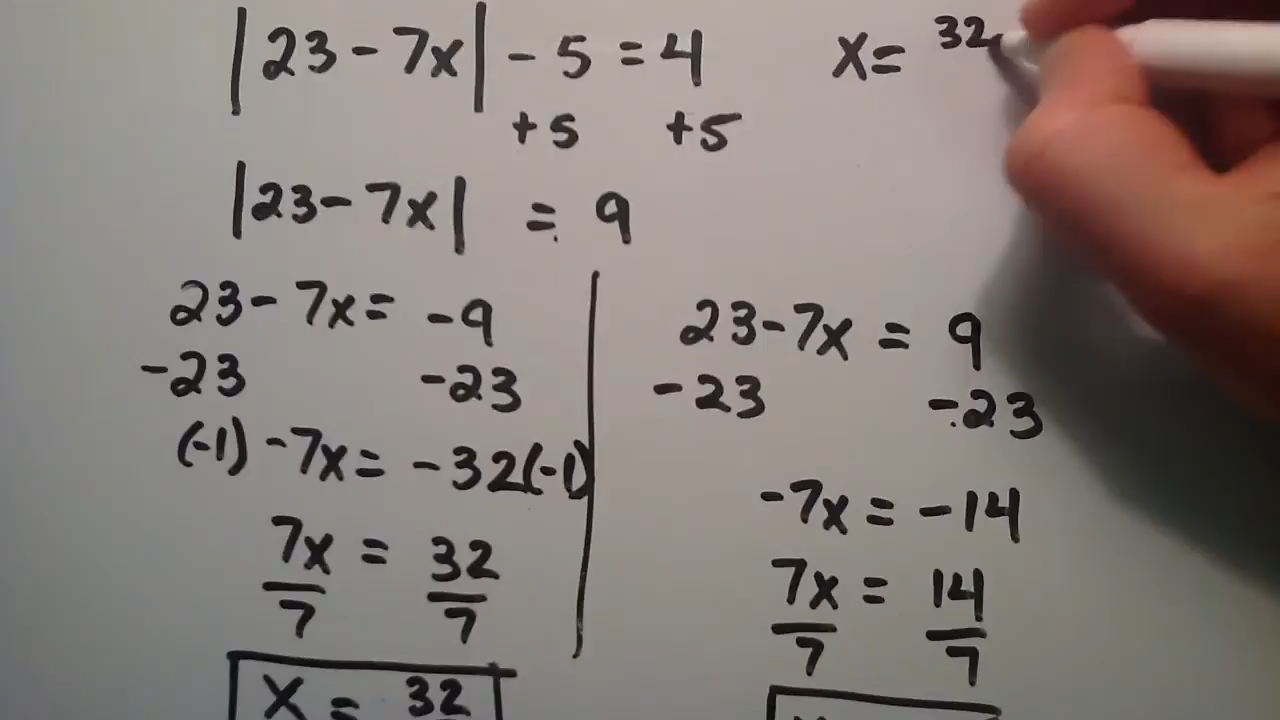 |23 - 7x| - 5 = 4
+5 +5
|23 - 7x| = 9
23 - 7x = -9
-23 -23
(-1) -7x = -32(-1)
7x/7 = 32/7
x = 32
23 - 7x = 9
-23 -23
-7x = -14
7x/7 = 14/7
x = 32